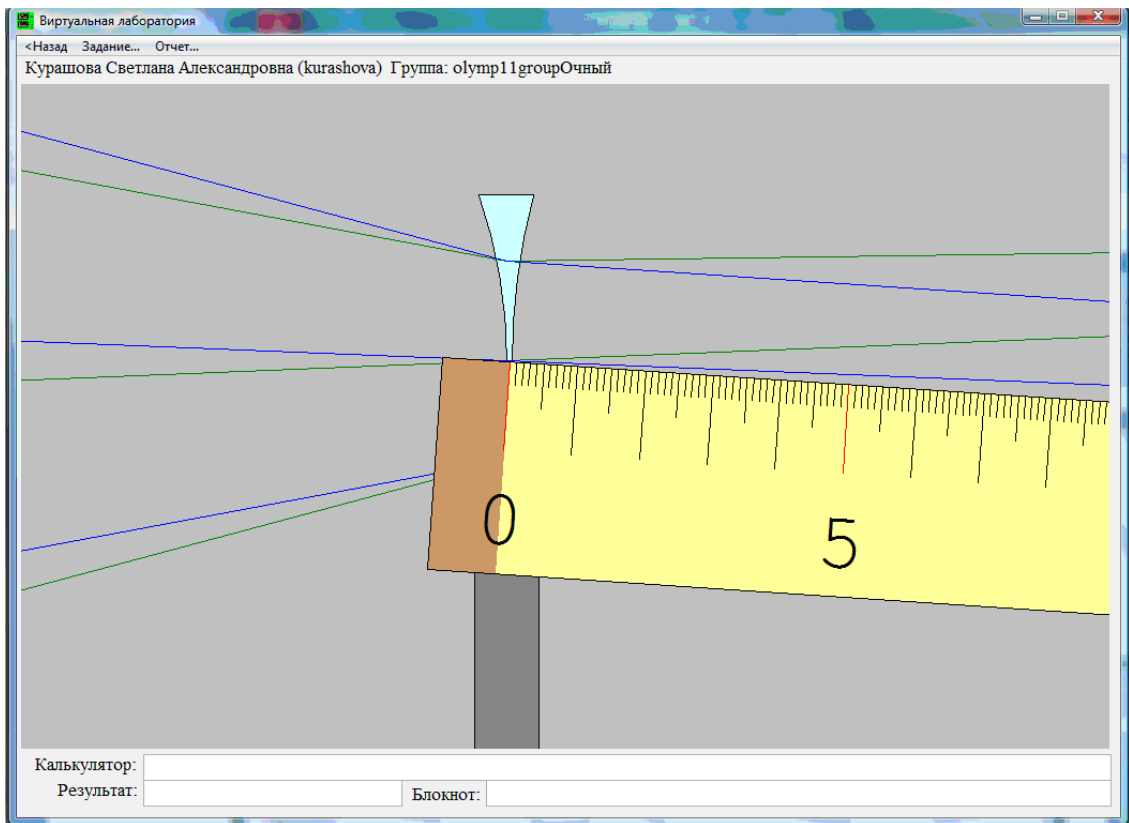 Виртуальная лаборатория
<Назад Задание... Отчет...
Курашова Светлана Александровна (kurashova) Группа: olymp11groupОчный
0
5
Калькулятор:
Результат:
Блокнот: